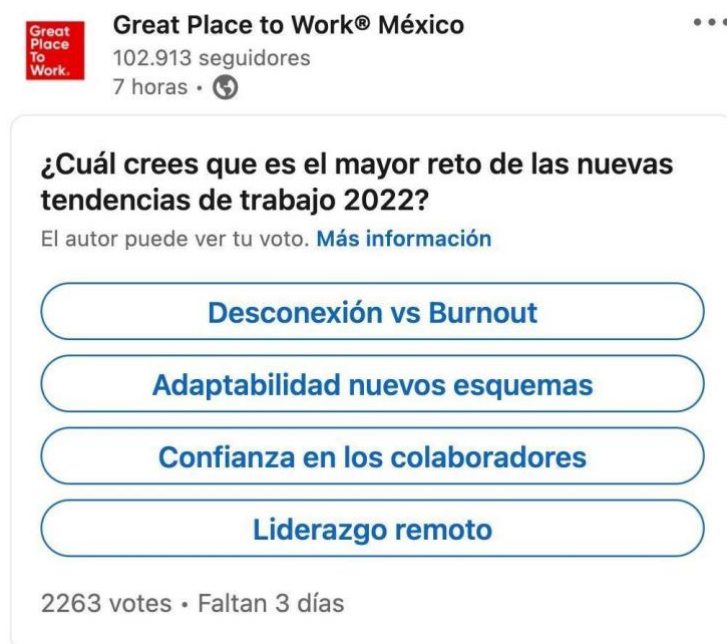 Great
Place
To
Work.
Great Place to Work® México
102.913 seguidores
7 horas •
¿Cuál crees que es el mayor reto de las nuevas
tendencias de trabajo 2022?
El autor puede ver tu voto. Más información
Desconexión vs Burnout
Adaptabilidad nuevos esquemas
Confianza en los colaboradores
Liderazgo remoto
2263 votes • Faltan 3 días